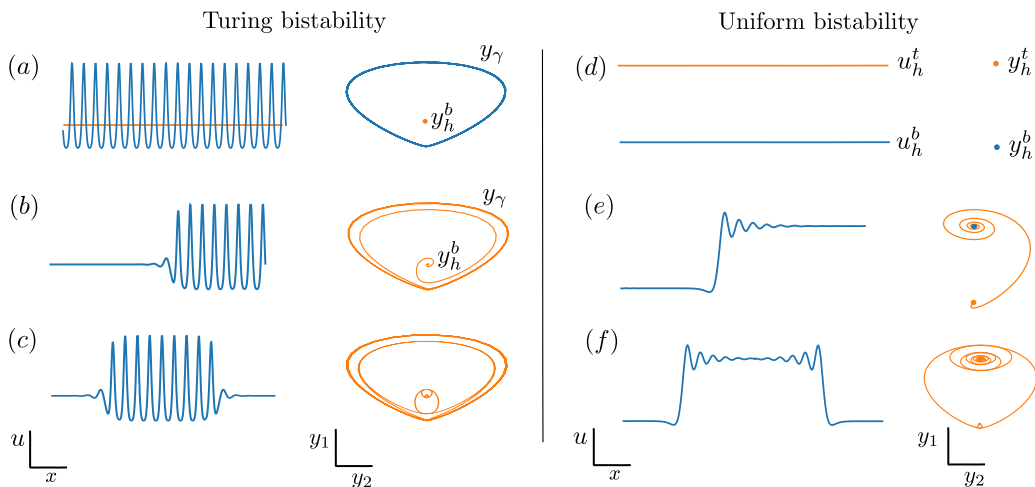 Turing bistability
Uniform bistability
(a)
y_γ
y_h^b
(d)
u_h^t
y_h^t
u_h^b
y_h^b
(b)
y_γ
y_h^b
(e)
(c)
(f)
u
x
y_1
y_2
u
x
y_1
y_2